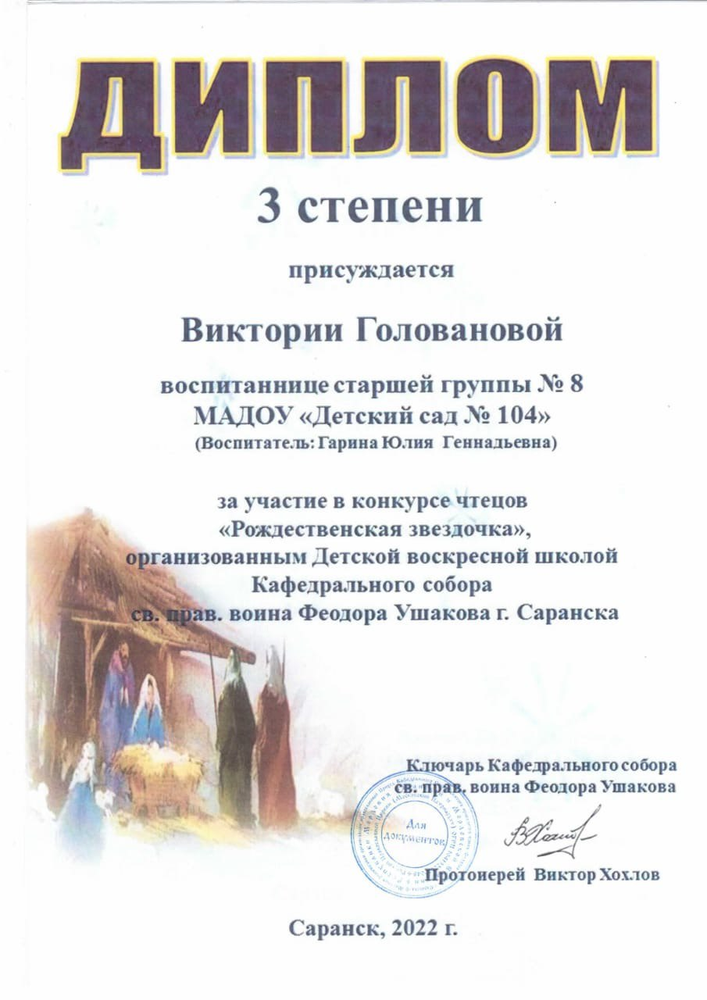 ДИПЛОМ
3 степени
присуждается
Виктории Головановой
воспитаннице старшей группы № 8
МАДОУ «Детский сад № 104»
(Воспитатель: Гарина Юлия Геннадьевна)
за участие в конкурсе чтецов
«Рождественская звездочка»,
организованным Детской воскресной школой
Кафедрального собора
св. прав. воина Феодора Ушакова г. Саранска
Ключарь Кафедрального собора
св. прав. воина Феодора Ушакова
Для
документов
Протоиерей Виктор Хохлов
Саранск, 2022 г.